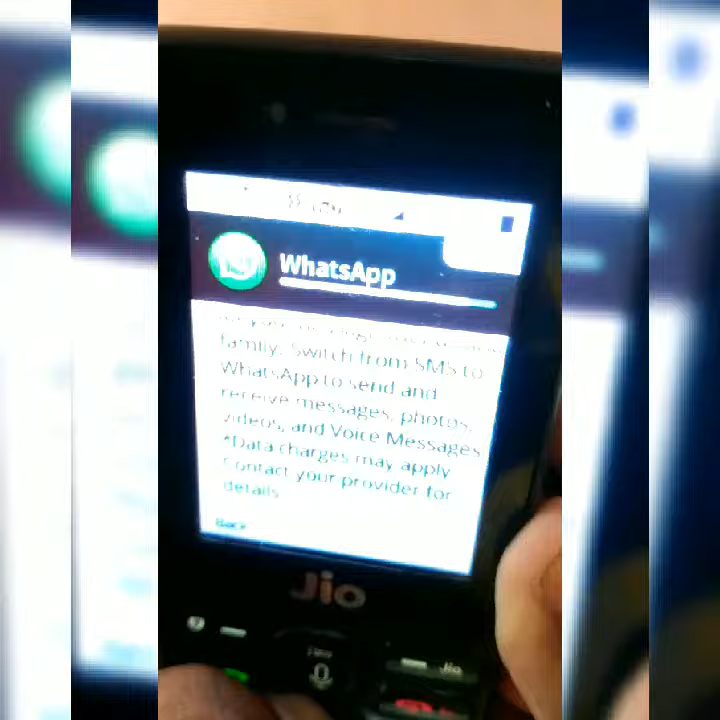 WhatsApp
family, Switch from SMS to
WhatsApp to send and
receive messages, photos,
videos, and Voice Messages
*Data charges may apply
Contact your provider for
details
Back
Jio
Jio